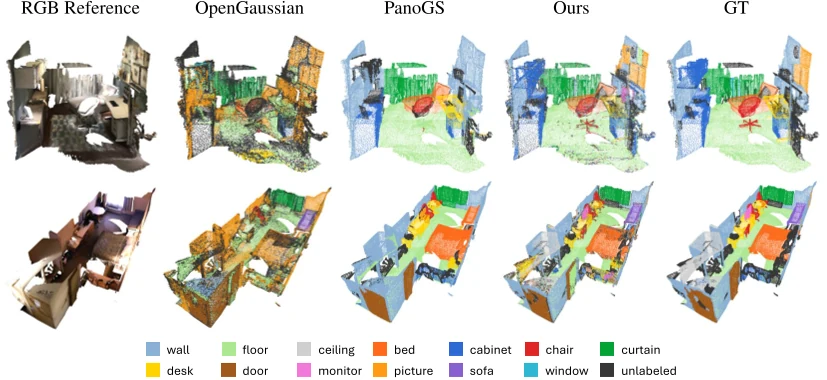 RGB Reference OpenGaussian PanoGS Ours GT
wall floor ceiling bed cabinet chair curtain
desk door monitor picture sofa window unlabeled